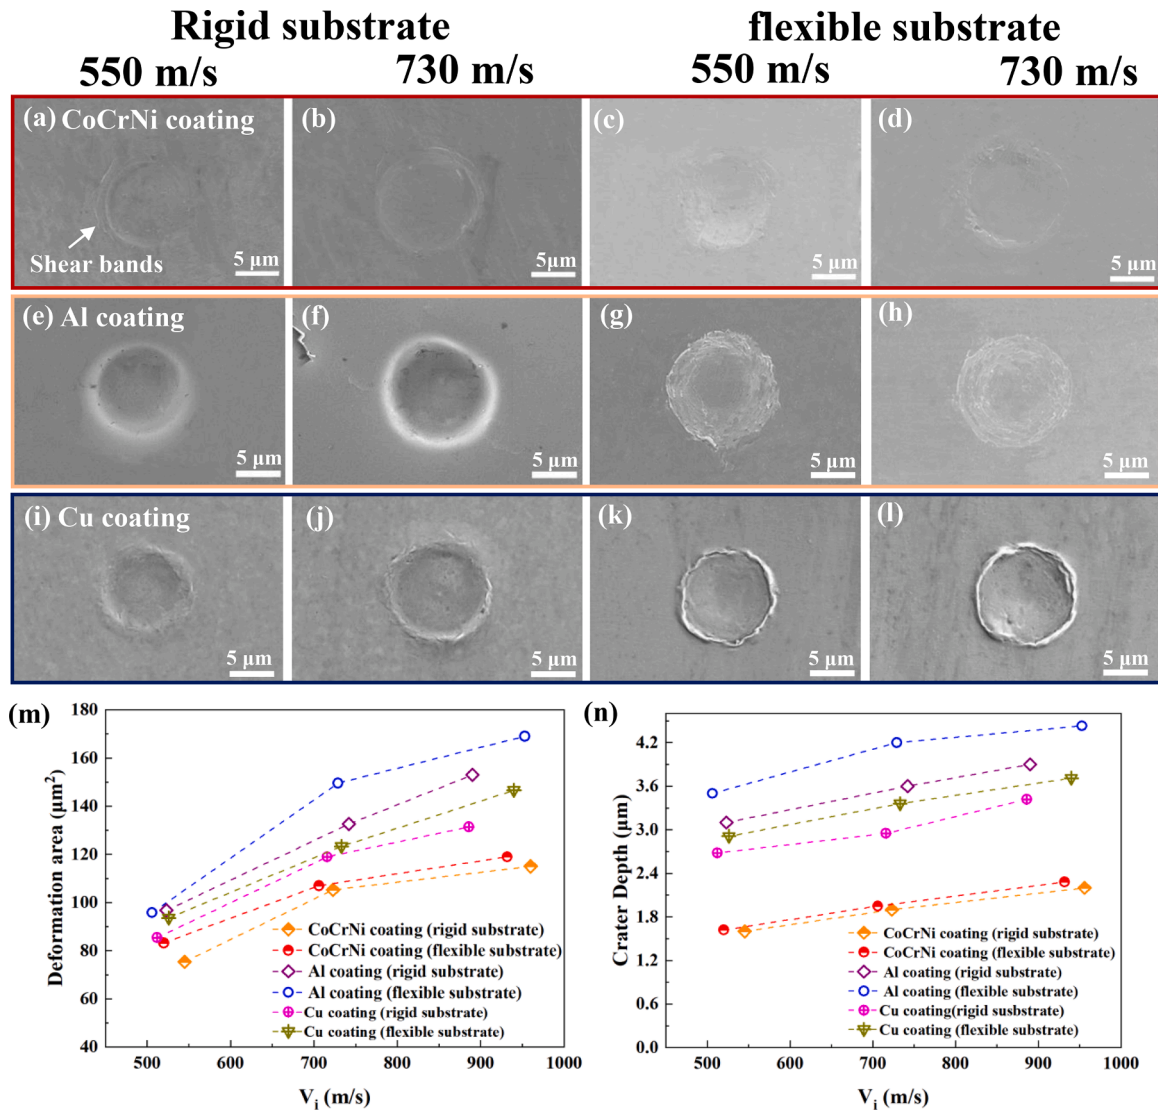 Rigid substrate
flexible substrate
550 m/s
730 m/s
550 m/s
730 m/s
(a) CoCrNi coating
(b)
(c)
(d)
Shear bands
5 μm
5μm
5 μm
5 μm
(e) Al coating
(f)
(g)
(h)
5 μm
5 μm
5 μm
5 μm
(i) Cu coating
(j)
(k)
(l)
5 μm
5 μm
5 μm
5 μm
(m)
Deformation area (μm²)
180
160
140
120
100
80
60
40
CoCrNi coating (rigid substrate)
CoCrNi coating (flexible substrate)
Al coating (rigid substrate)
Al coating (flexible substrate)
Cu coating (rigid substrate)
Cu coating (flexible substrate)
500
600
700
800
900
1000
Vi (m/s)
(n)
Crater Depth (μm)
4.2
3.6
3.0
2.4
1.8
1.2
0.6
0.0
CoCrNi coating (rigid substrate)
CoCrNi coating (flexible substrate)
Al coating (rigid substrate)
Al coating (flexible substrate)
Cu coating(rigid susbtrate)
Cu coating (flexible substrate)
500
600
700
800
900
1000
Vi (m/s)